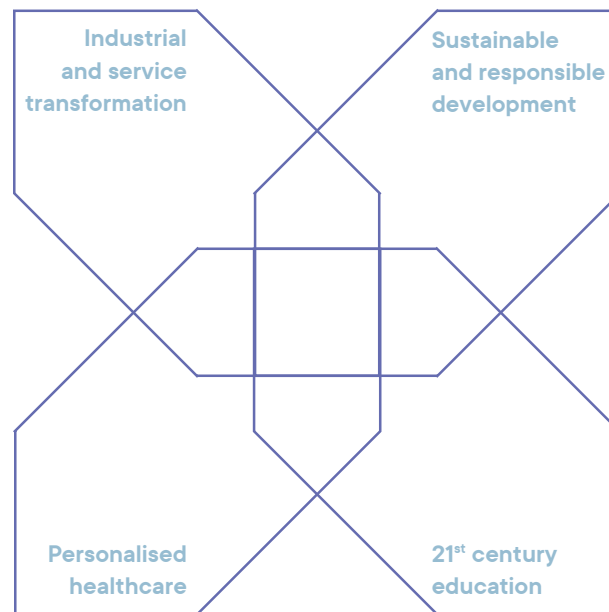 Industrial
and service
transformation
Sustainable
and responsible
development
Personalised
healthcare
21st century
education